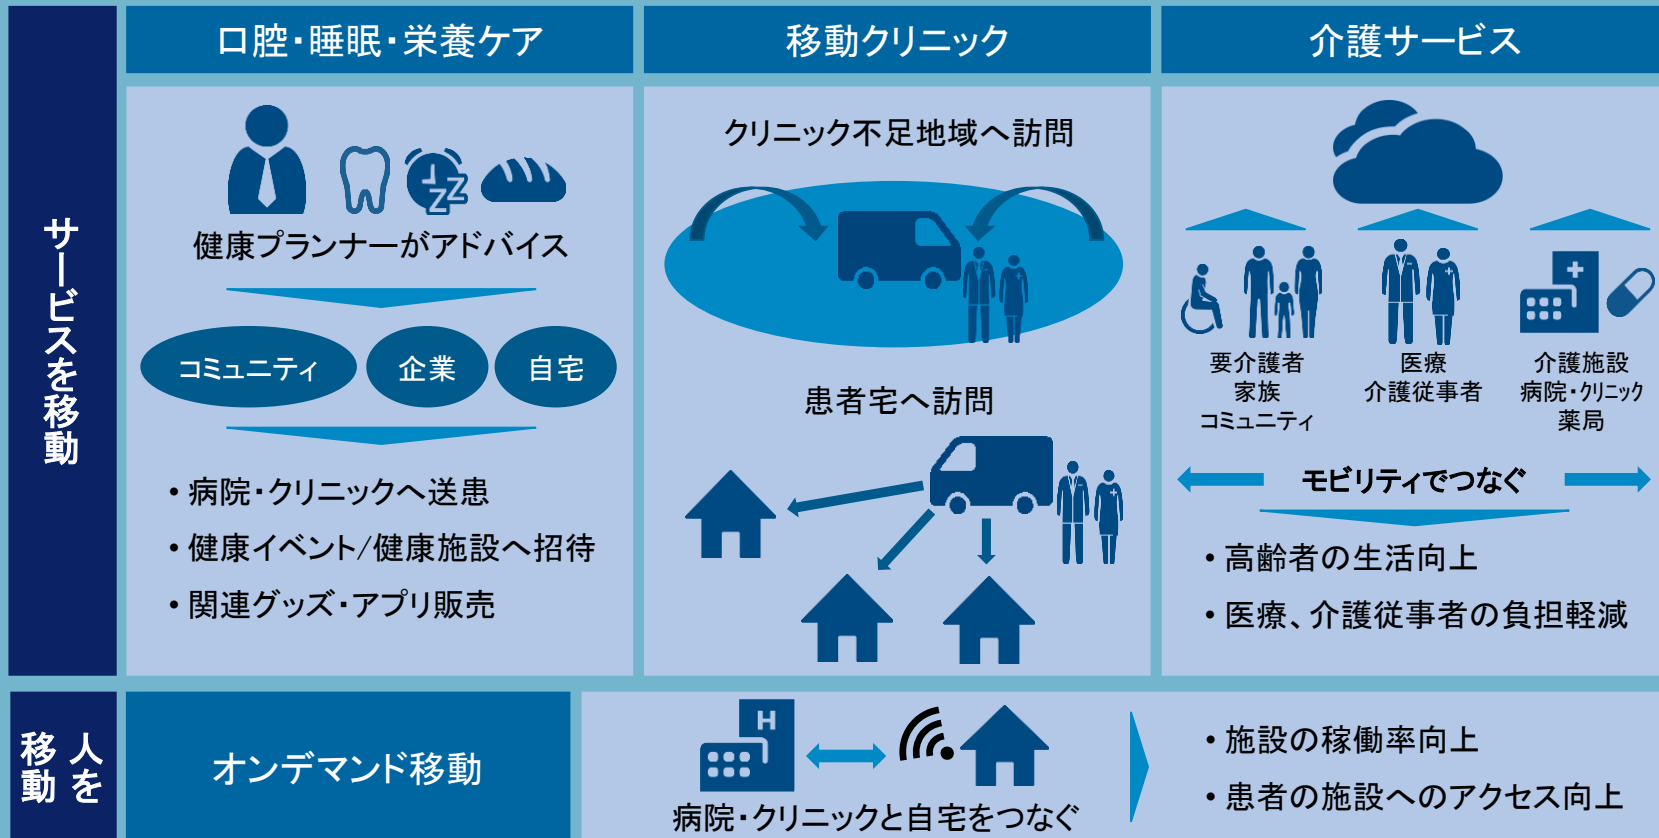 サービスを移動
口腔・睡眠・栄養ケア
健康プランナーがアドバイス
コミュニティ
企業
自宅
・病院・クリニックへ送患
・健康イベント/健康施設へ招待
・関連グッズ・アプリ販売
移動クリニック
クリニック不足地域へ訪問
患者宅へ訪問
介護サービス
要介護者
家族
コミュニティ
医療
介護従事者
介護施設
病院・クリニック
薬局
モビリティでつなぐ
・高齢者の生活向上
・医療、介護従事者の負担軽減
人を
移動
オンデマンド移動
H
病院・クリニックと自宅をつなぐ
・施設の稼働率向上
・患者の施設へのアクセス向上